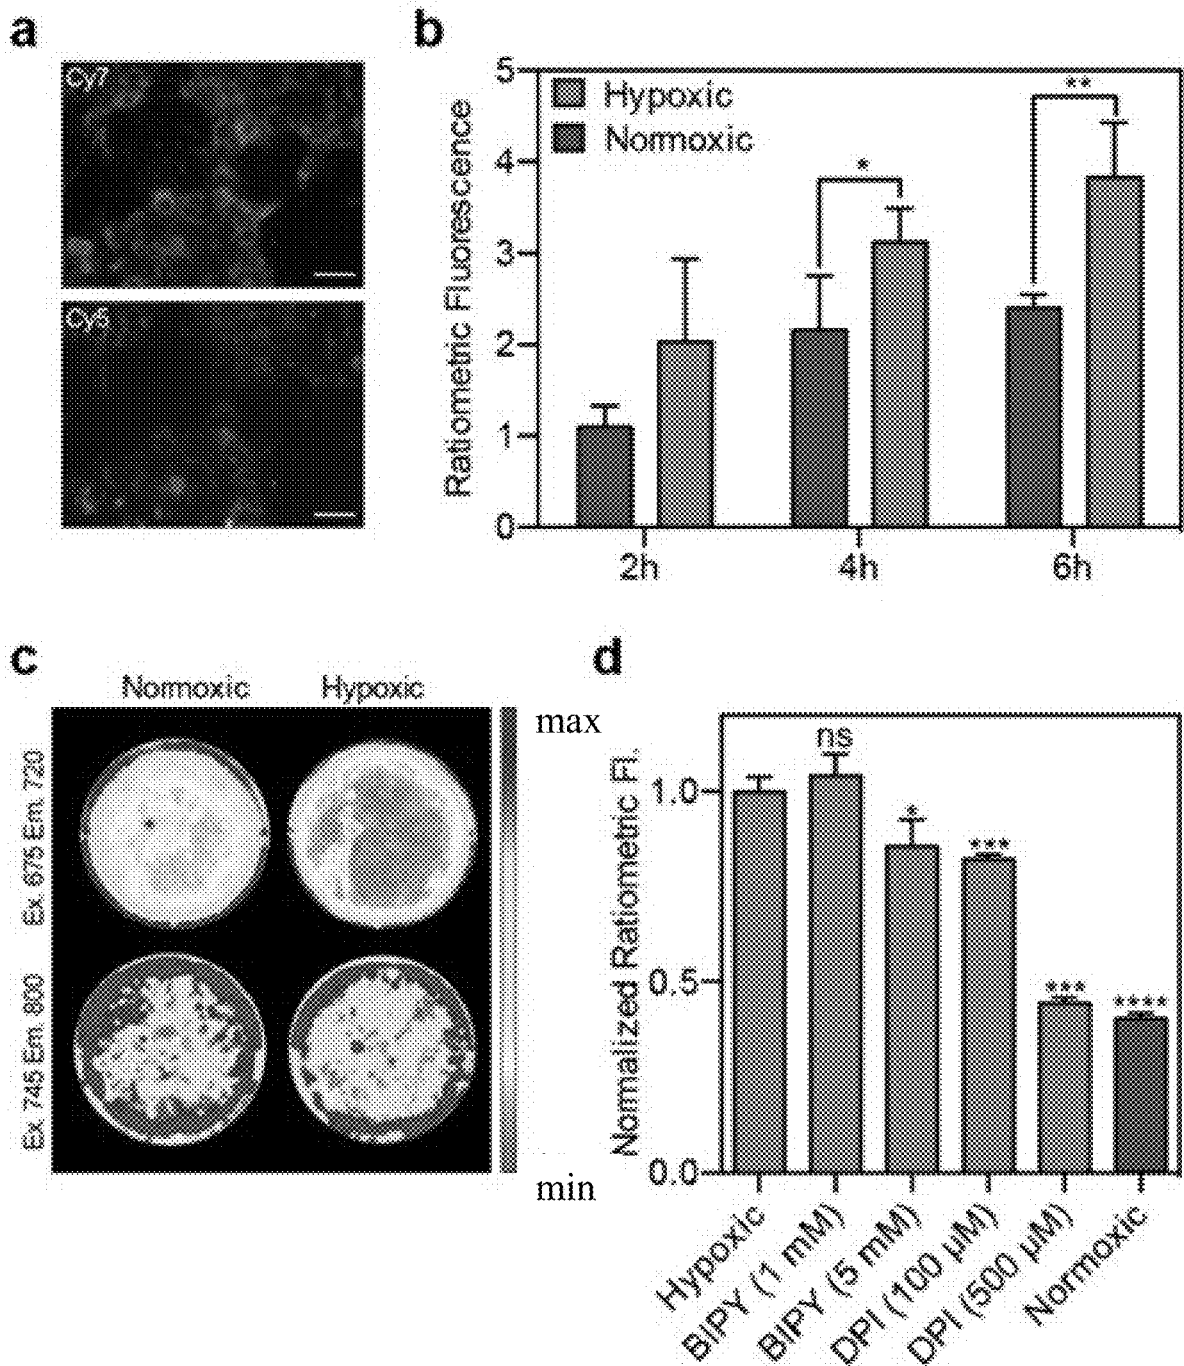 a
Cy7
Cy5
b
Ratiometric Fluorescence
5
4
3
2
1
0
Hypoxic
Normoxic
*
**
2h
4h
6h
c
Normoxic
Hypoxic
Ex. 675 Em. 720
Ex. 745 Em. 800
max
min
d
Normalized Ratiometric Fl.
1.0
0.5
0.0
ns
*
***
***
****
Hypoxic
BIPY (1 mM)
BIPY (5 mM)
DPI (100 µM)
DPI (500 µM)
Normoxic